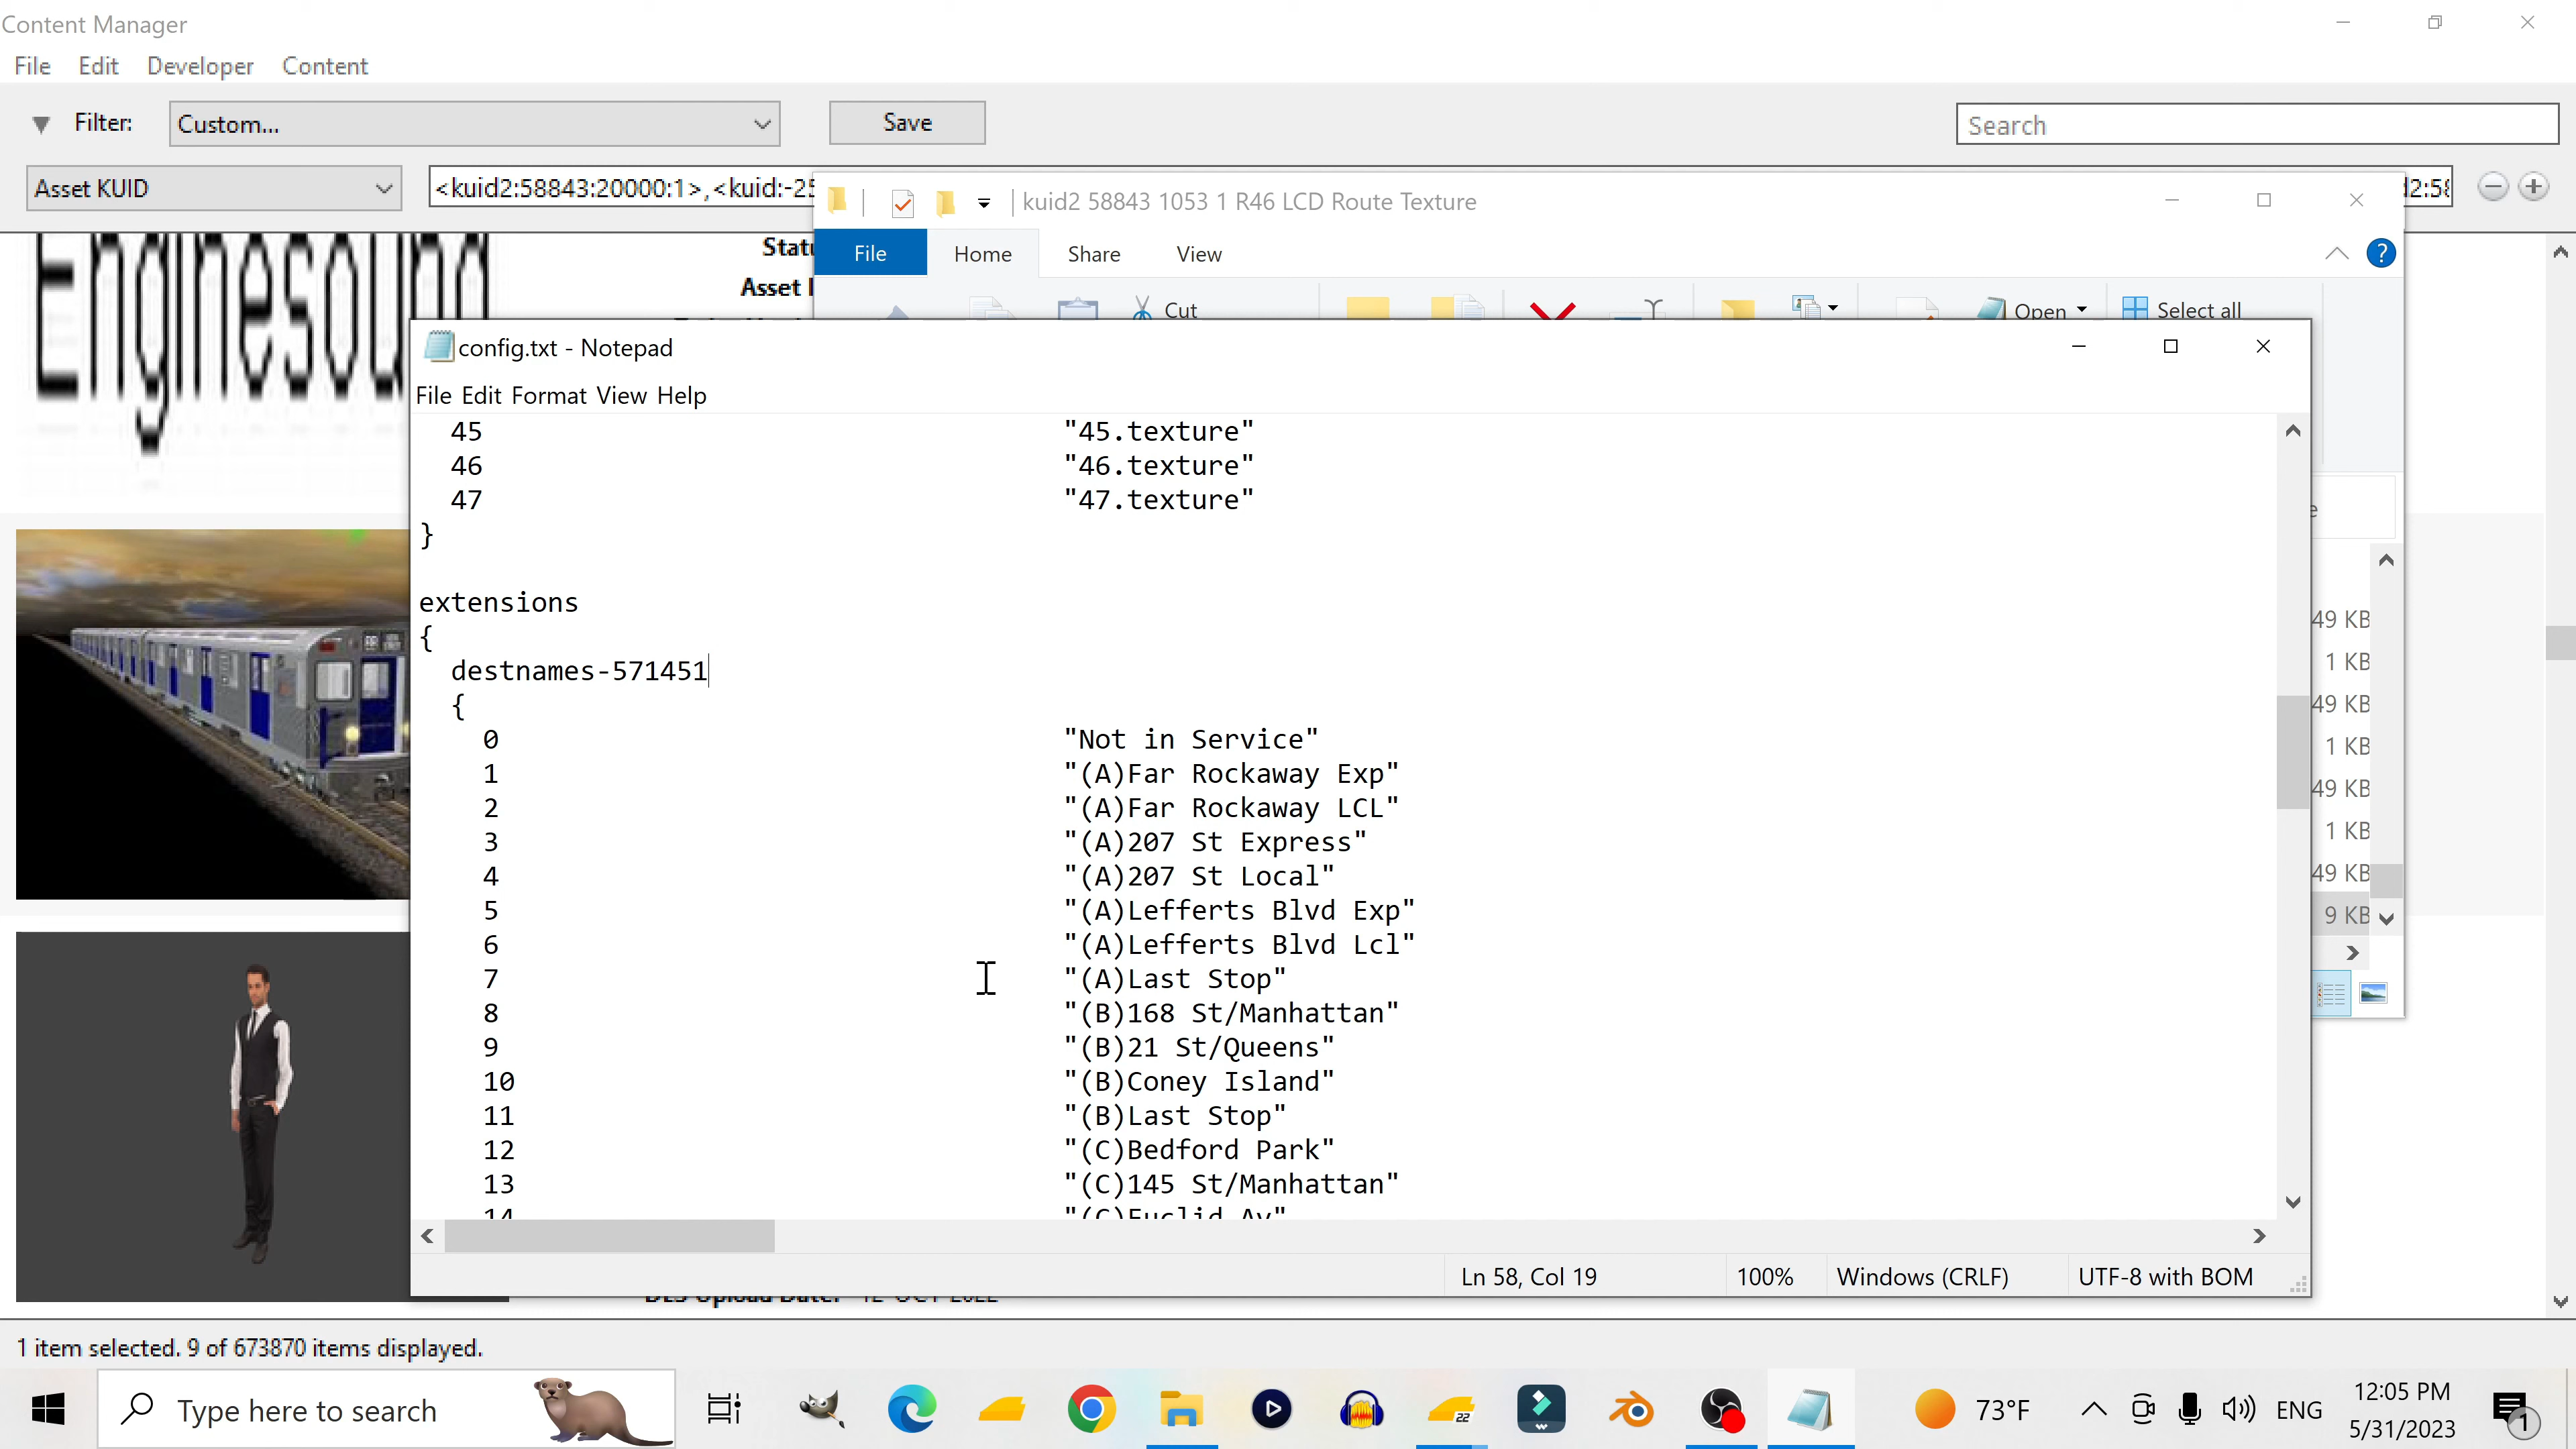 Content Manager
File Edit Developer Content
Filter: Custom... Save Search
Asset KUID <kuid2:58843:20000:1>,<kuid:-25
kuid2 58843 1053 1 R46 LCD Route Texture
File Home Share View
Enginesound
Asset
Cut Open Select all
config.txt - Notepad
File Edit Format View Help
45 "45.texture"
46 "46.texture"
47 "47.texture"
}
extensions
{
destnames-571451
{
0 "Not in Service"
1 "(A)Far Rockaway Exp"
2 "(A)Far Rockaway LCL"
3 "(A)207 St Express"
4 "(A)207 St Local"
5 "(A)Lefferts Blvd Exp"
6 "(A)Lefferts Blvd Lcl"
7 "(A)Last Stop"
8 "(B)168 St/Manhattan"
9 "(B)21 St/Queens"
10 "(B)Coney Island"
11 "(B)Last Stop"
12 "(C)Bedford Park"
13 "(C)145 St/Manhattan"
14 "(C)Euclid Av"
49 KB
1 KB
49 KB
1 KB
49 KB
1 KB
49 KB
9 KB
Ln 58, Col 19 100% Windows (CRLF) UTF-8 with BOM
1 item selected. 9 of 673870 items displayed.
Type here to search
22
73°F ENG 12:05 PM
5/31/2023
1